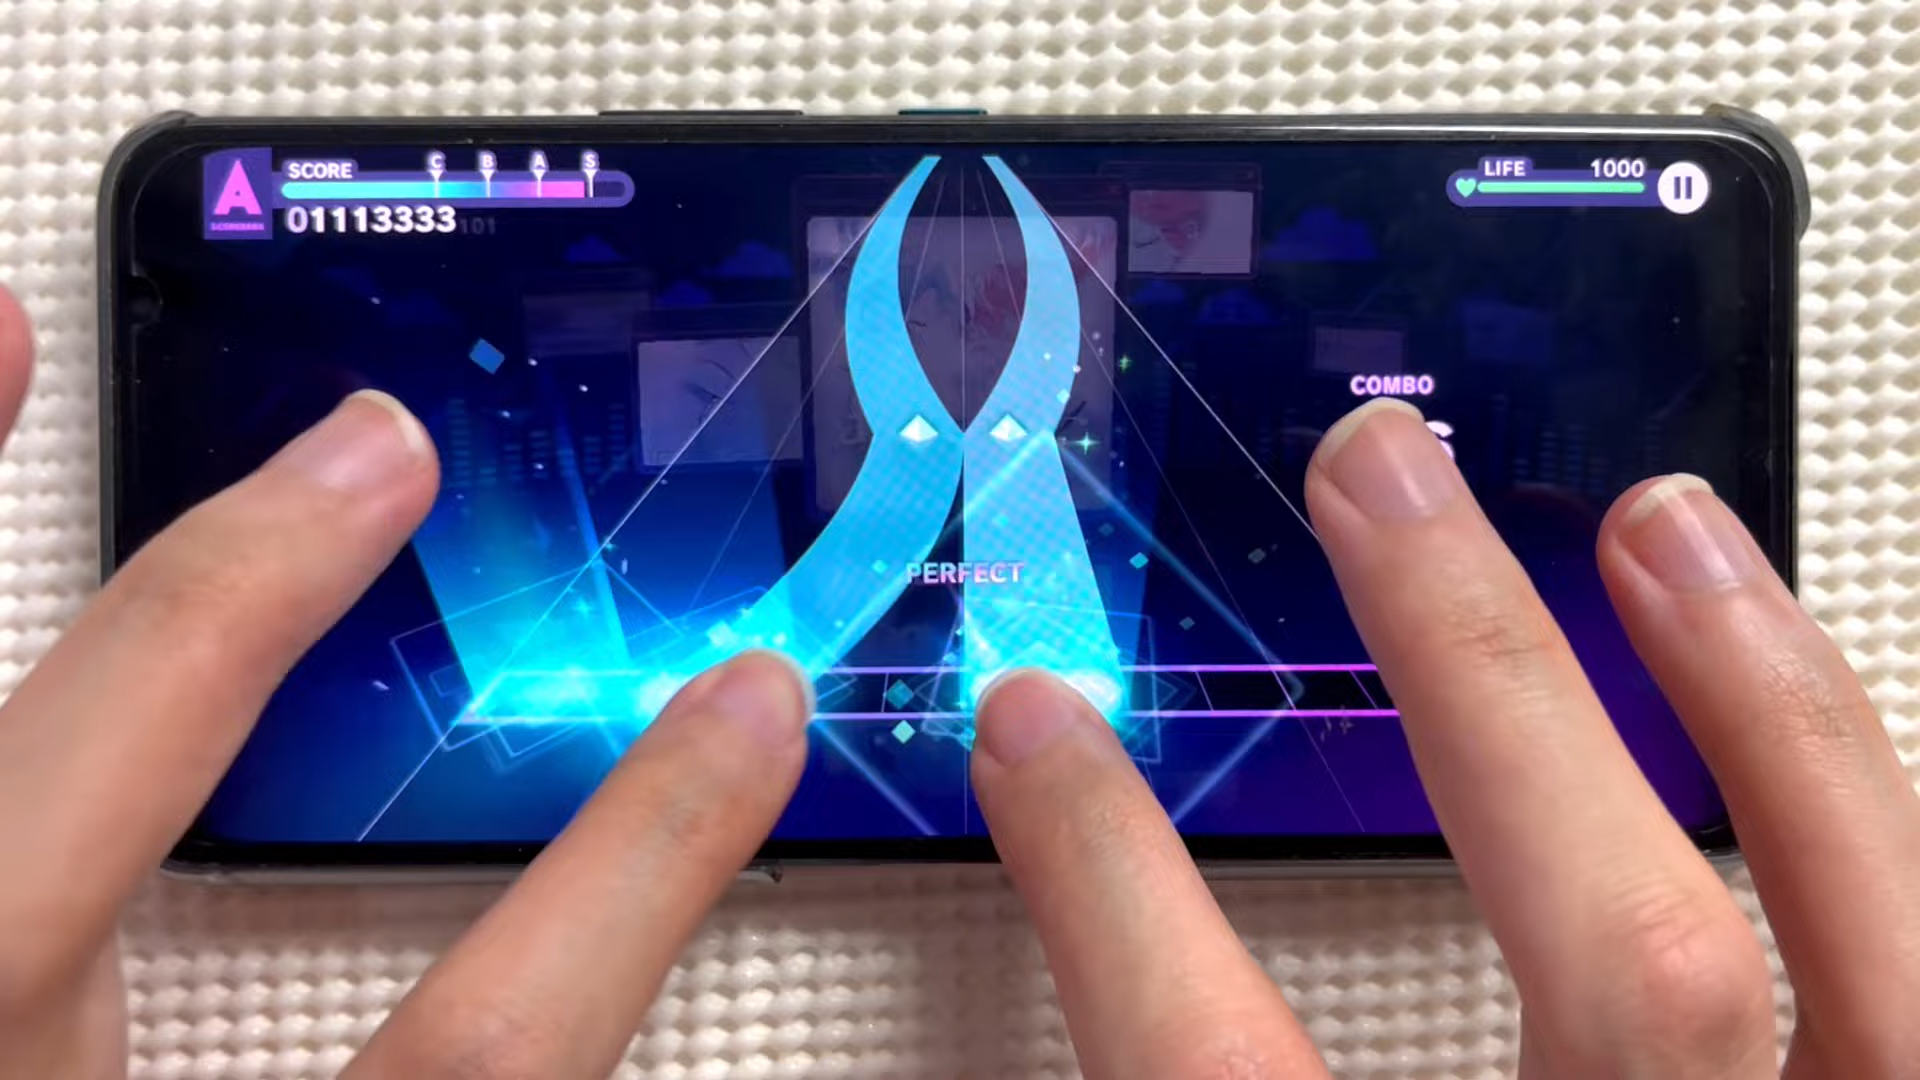 C B A S
SCORE
A
01113333
LIFE 1000
COMBO
PERFECT